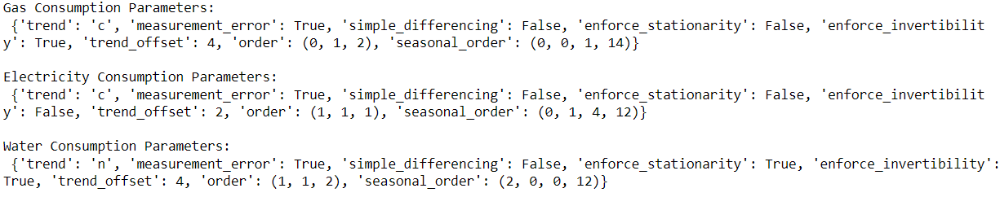 Gas Consumption Parameters:
 {'trend': 'c', 'measurement_error': True, 'simple_differencing': False, 'enforce_stationarity': False, 'enforce_invertibilit
y': True, 'trend_offset': 4, 'order': (0, 1, 2), 'seasonal_order': (0, 0, 1, 14)}

Electricity Consumption Parameters:
 {'trend': 'c', 'measurement_error': True, 'simple_differencing': False, 'enforce_stationarity': False, 'enforce_invertibilit
y': False, 'trend_offset': 2, 'order': (1, 1, 1), 'seasonal_order': (0, 1, 4, 12)}

Water Consumption Parameters:
 {'trend': 'n', 'measurement_error': True, 'simple_differencing': False, 'enforce_stationarity': True, 'enforce_invertibility':
True, 'trend_offset': 4, 'order': (1, 1, 2), 'seasonal_order': (2, 0, 0, 12)}